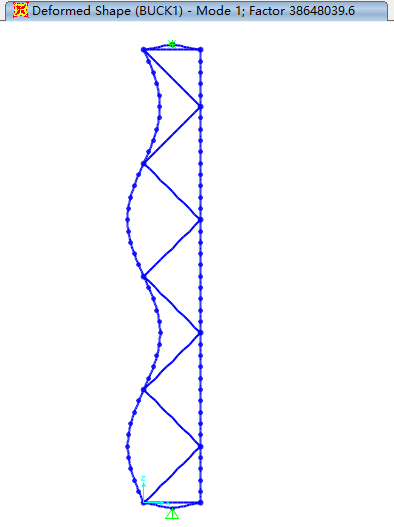 Deformed Shape (BUCK1) - Mode 1; Factor 38648039.6
Z